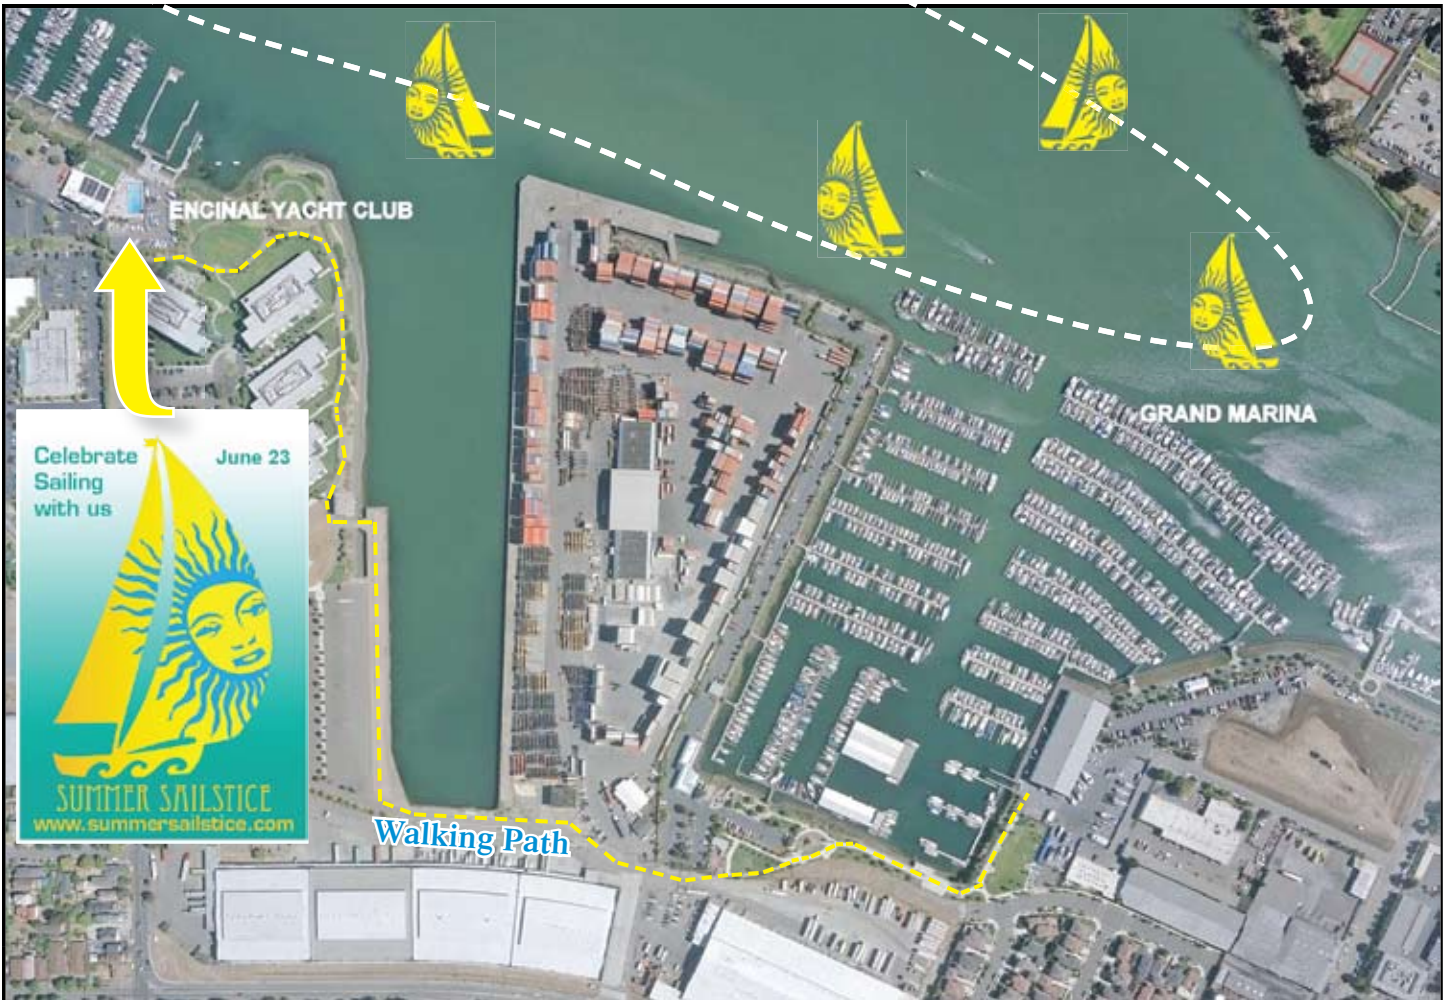 ENCINAL YACHT CLUB
GRAND MARINA
Celebrate
Sailing
with us
June 23
SUMMER SAILSTICE
www.summersailstice.com
Walking Path